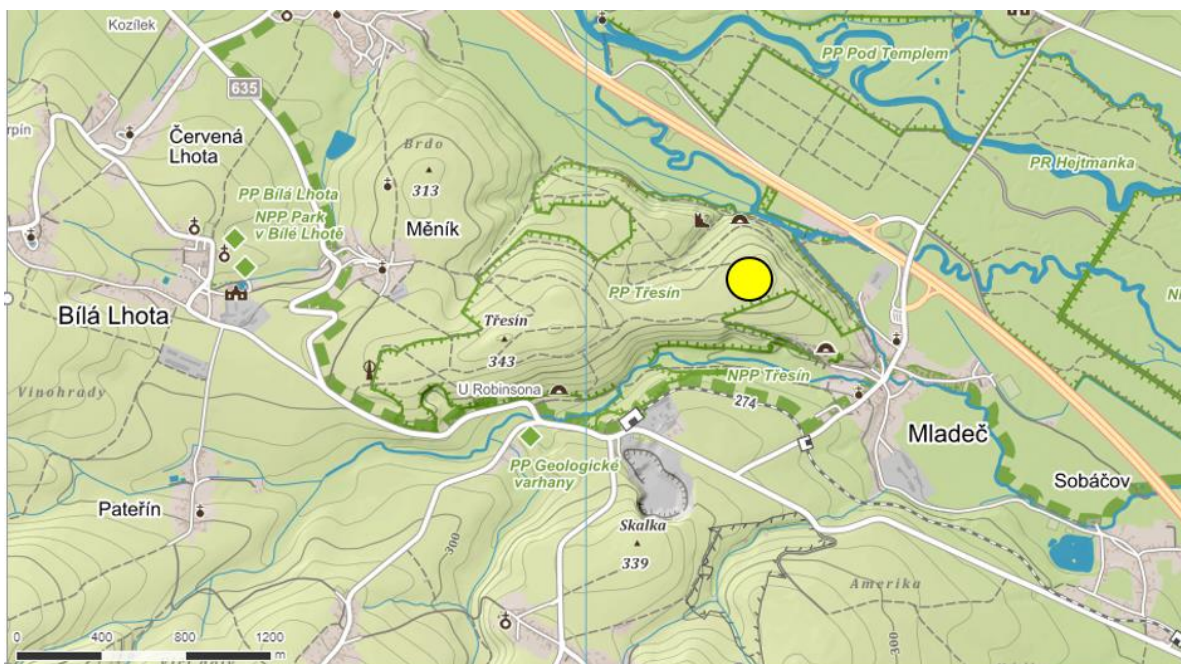 Kozílek
635
PP Pod Templem
Červená
Lhota
Brdo
313
PR Hejtmanka
PP Bílá Lhota
NPP Park
v Bílé Lhotě
Měník
PP Třesín
Bílá Lhota
Třesín
343
U Robinsona
NPP Třesín
274
Vinohrady
Mladeč
PP Geologické
varhany
Sobáčov
Pateřín
300
Skalka
339
Amerika
300
0 400 800 1200
m